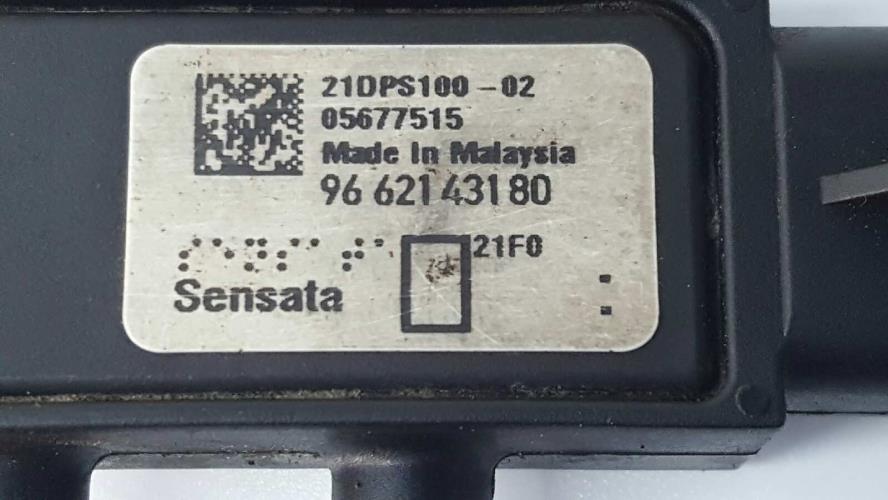 21DPS100-02
05677515
Made in Malaysia
96 621 431 80
21F0
Sensata